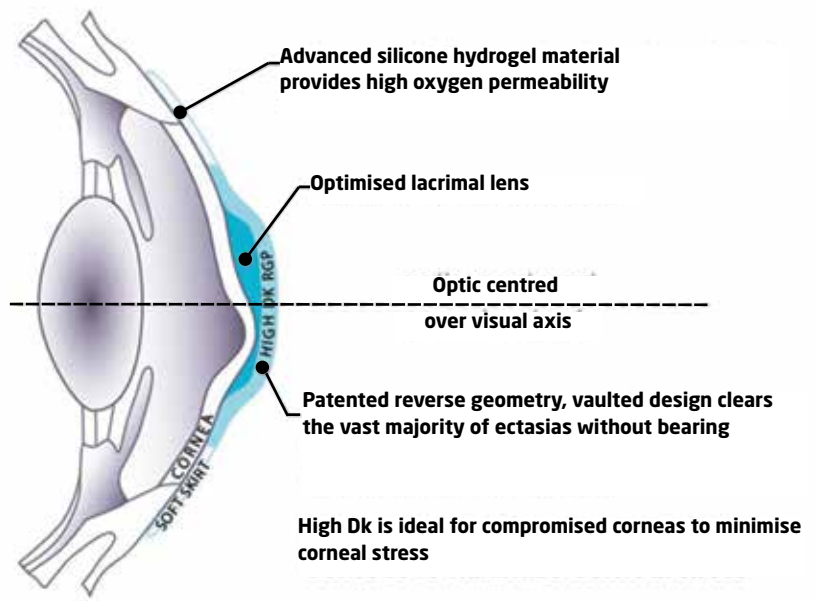 Advanced silicone hydrogel material
provides high oxygen permeability
Optimised lacrimal lens
HIGH DK RGP
Optic centred
over visual axis
Patented reverse geometry, vaulted design clears
the vast majority of ectasias without bearing
CORNEA
SOFT SKIRT
High Dk is ideal for compromised corneas to minimise
corneal stress